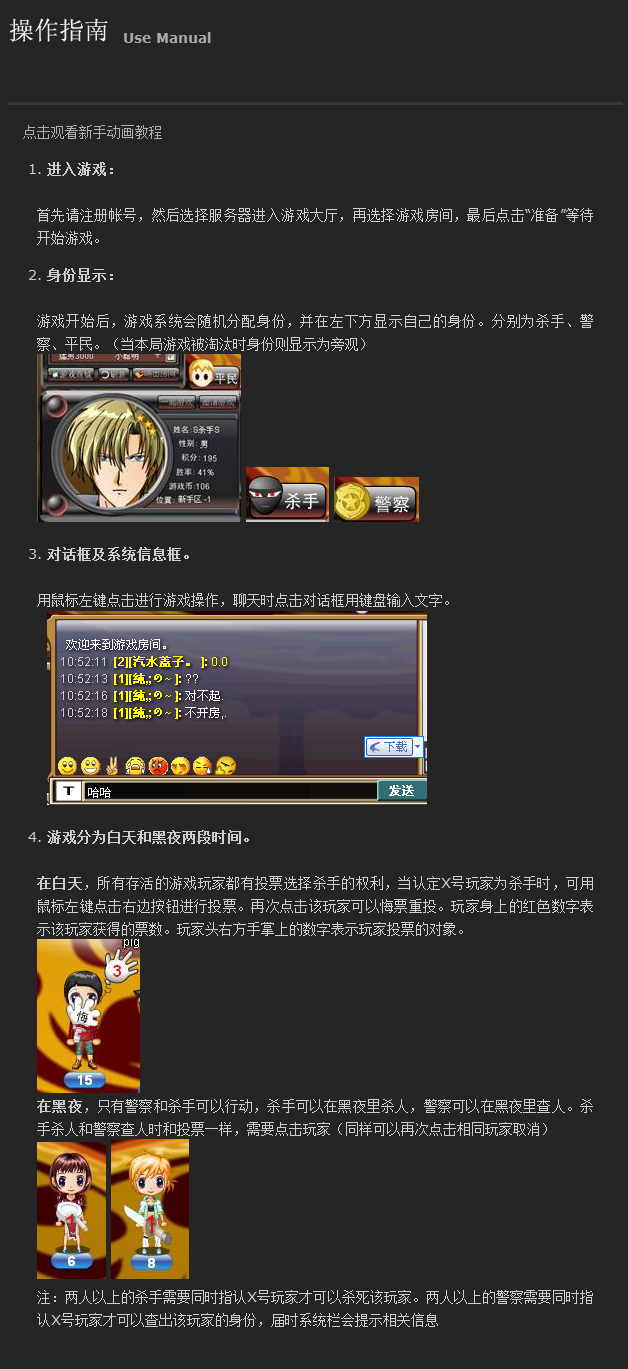 操作指南 Use Manual
点击观看新手动画教程
1. 进入游戏：
首先请注册帐号，然后选择服务器进入游戏大厅，再选择游戏房间，最后点击“准备”等待
开始游戏。
2. 身份显示：
游戏开始后，游戏系统会随机分配身份，并在左下方显示自己的身份。分别为杀手、警
察、平民。（当本局游戏被淘汰时身份则显示为旁观）
平民
姓名:S杀手S
性别: 男
积分: 195
胜率: 41%
游戏币:106
位置: 新手区 -1
杀手
警察
3. 对话框及系统信息框。
用鼠标左键点击进行游戏操作，聊天时点击对话框用键盘输入文字。
欢迎来到游戏房间。
10:52:11 [2][汽水盖子。]: 0.0
10:52:13 [1][純,;の~]: ??
10:52:16 [1][純,;の~]: 对不起.
10:52:18 [1][純,;の~]: 不开房,.
下载
T 哈哈 发送
4. 游戏分为白天和黑夜两段时间。
在白天，所有存活的游戏玩家都有投票选择杀手的权利，当认定X号玩家为杀手时，可用
鼠标左键点击右边按钮进行投票。再次点击该玩家可以悔票重投。玩家身上的红色数字表
示该玩家获得的票数。玩家头右方手掌上的数字表示玩家投票的对象。
pig
3
悔
15
在黑夜，只有警察和杀手可以行动，杀手可以在黑夜里杀人，警察可以在黑夜里查人。杀
手杀人和警察查人时和投票一样，需要点击玩家（同样可以再次点击相同玩家取消）
1 1
6 8
注：两人以上的杀手需要同时指认X号玩家才可以杀死该玩家。两人以上的警察需要同时指
认X号玩家才可以查出该玩家的身份，届时系统栏会提示相关信息